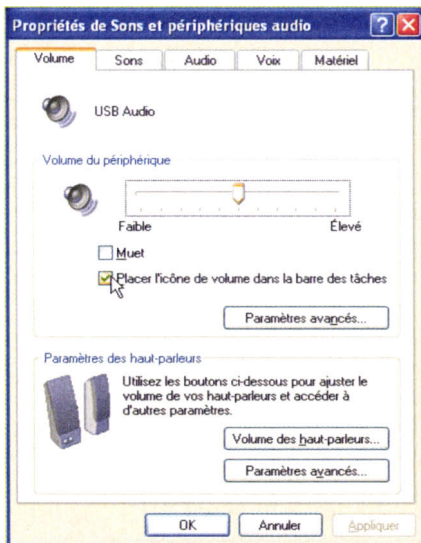 Propriétés de Sons et périphériques audio
Volume
Sons
Audio
Voix
Matériel
USB Audio
Volume du périphérique
Faible
Élevé
Muet
Placer l'icône de volume dans la barre des tâches
Paramètres avancés...
Paramètres des haut-parleurs
Utilisez les boutons ci-dessous pour ajuster le
volume de vos haut-parleurs et accéder à
d'autres paramètres.
Volume des haut-parleurs...
Paramètres avancés...
OK
Annuler
Appliquer